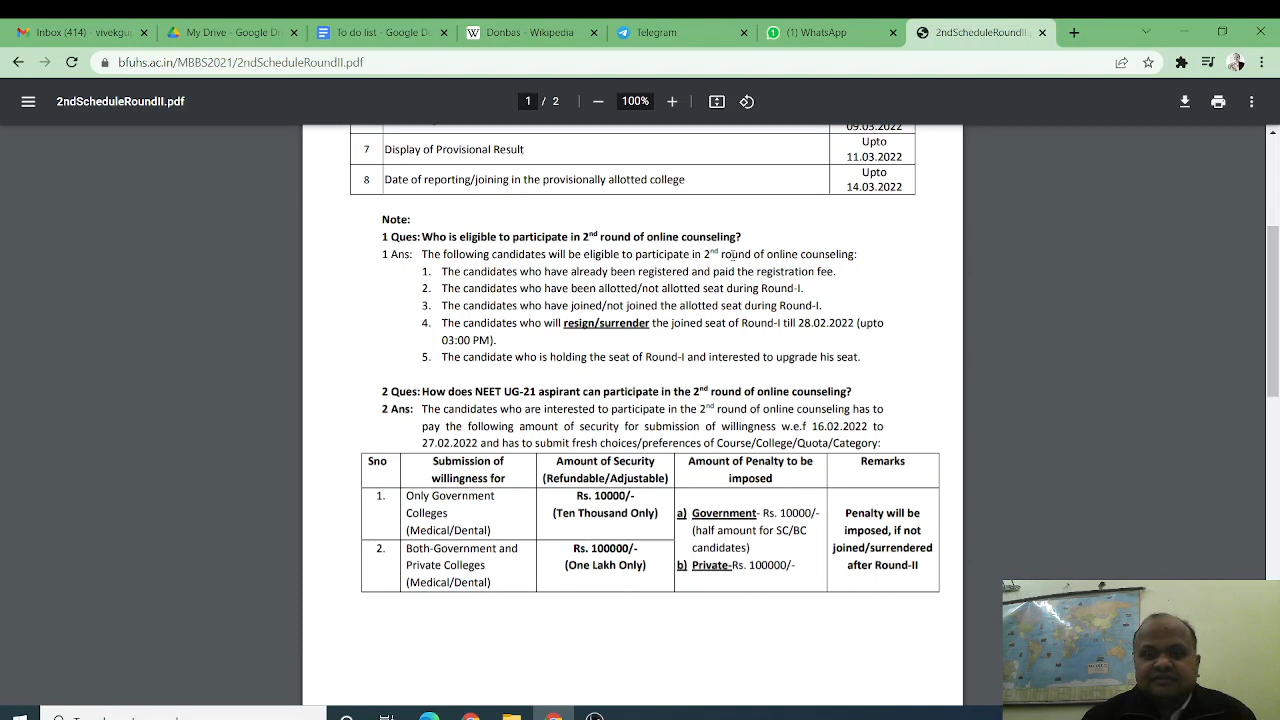 Inbox (414) - vivekgu
My Drive - Google Dr
To do list - Google Do
Donbas - Wikipedia
Telegram
(1) WhatsApp
2ndScheduleRoundII.p
bfuhs.ac.in/MBBS2021/2ndScheduleRoundII.pdf
2ndScheduleRoundII.pdf
1 / 2
100%
09.03.2022
7 Display of Provisional Result Upto
11.03.2022
8 Date of reporting/joining in the provisionally allotted college Upto
14.03.2022
Note:
1 Ques: Who is eligible to participate in 2nd round of online counseling?
1 Ans: The following candidates will be eligible to participate in 2nd round of online counseling:
1. The candidates who have already been registered and paid the registration fee.
2. The candidates who have been allotted/not allotted seat during Round-I.
3. The candidates who have joined/not joined the allotted seat during Round-I.
4. The candidates who will resign/surrender the joined seat of Round-I till 28.02.2022 (upto
03:00 PM).
5. The candidate who is holding the seat of Round-I and interested to upgrade his seat.
2 Ques: How does NEET UG-21 aspirant can participate in the 2nd round of online counseling?
2 Ans: The candidates who are interested to participate in the 2nd round of online counseling has to
pay the following amount of security for submission of willingness w.e.f 16.02.2022 to
27.02.2022 and has to submit fresh choices/preferences of Course/College/Quota/Category:
Sno
Submission of
willingness for
Amount of Security
(Refundable/Adjustable)
Amount of Penalty to be
imposed
Remarks
1.
Only Government
Colleges
(Medical/Dental)
Rs. 10000/-
(Ten Thousand Only)
2.
Both-Government and
Private Colleges
(Medical/Dental)
Rs. 100000/-
(One Lakh Only)
a) Government- Rs. 10000/-
(half amount for SC/BC
candidates)
b) Private-Rs. 100000/-
Penalty will be
imposed, if not
joined/surrendered
after Round-II